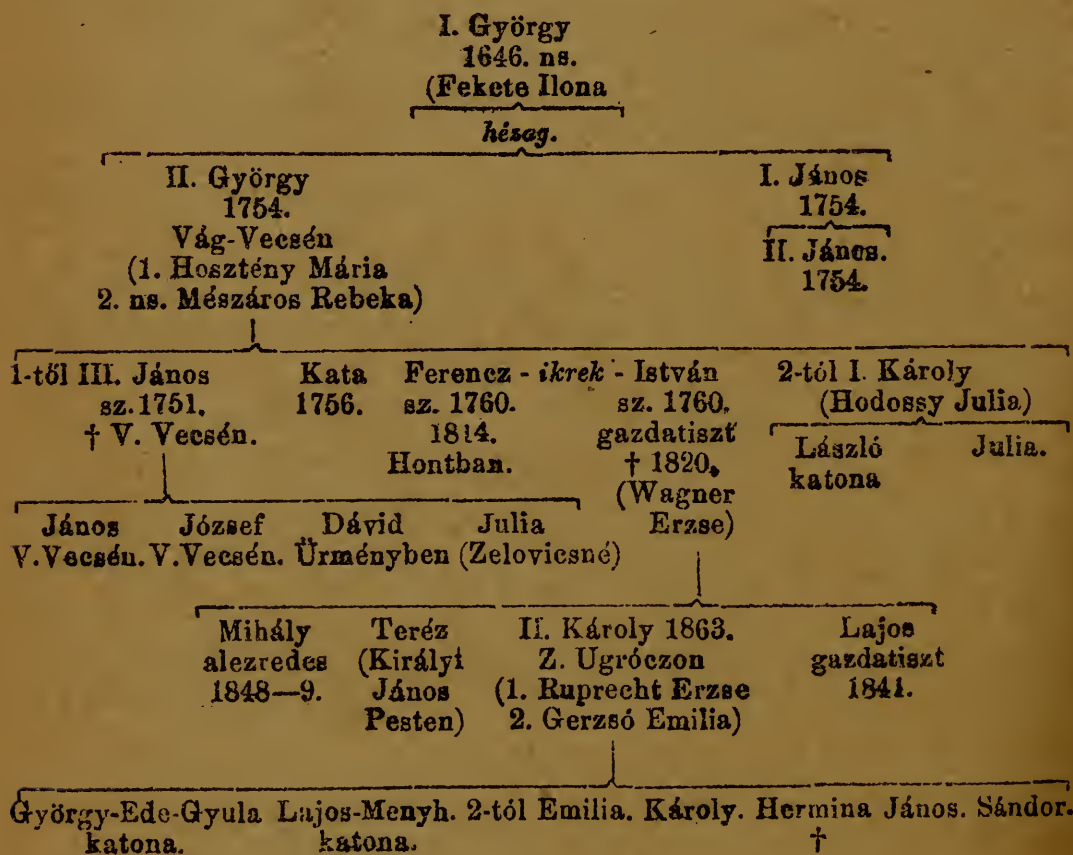 I. György
1646. ns.
(Fekete Ilona
hézag.
II. György
1754.
Vág-Vecsén
(1. Hosztény Mária
2. ns. Mészáros Rebeka)
I. János
1754.
II. János.
1754.
1-től III. János
sz. 1751.
† V. Vecsén.
Kata
1756.
Ferencz - ikrek - István
sz. 1760.
1814.
Hontban.
sz. 1760.
gazdatiszt
† 1820.
(Wagner
Erzse)
2-tól I. Károly
(Hodossy Julia)
László
katona
Julia.
János
V. Vecsén.
József
V. Vecsén.
Dávid
Ürményben
Julia
(Zelovicsné)
Mihály
alezredes
1848—9.
Teréz
(Királyi
János
Pesten)
II. Károly 1863.
Z. Ugróczon
(1. Ruprecht Erzse
2. Gerzsó Emilia)
Lajos
gazdatiszt
1841.
György-Ede-Gyula Lajos-Menyh. 2-tól Emilia. Károly. Hermina János. Sándor.
katona. katona. †